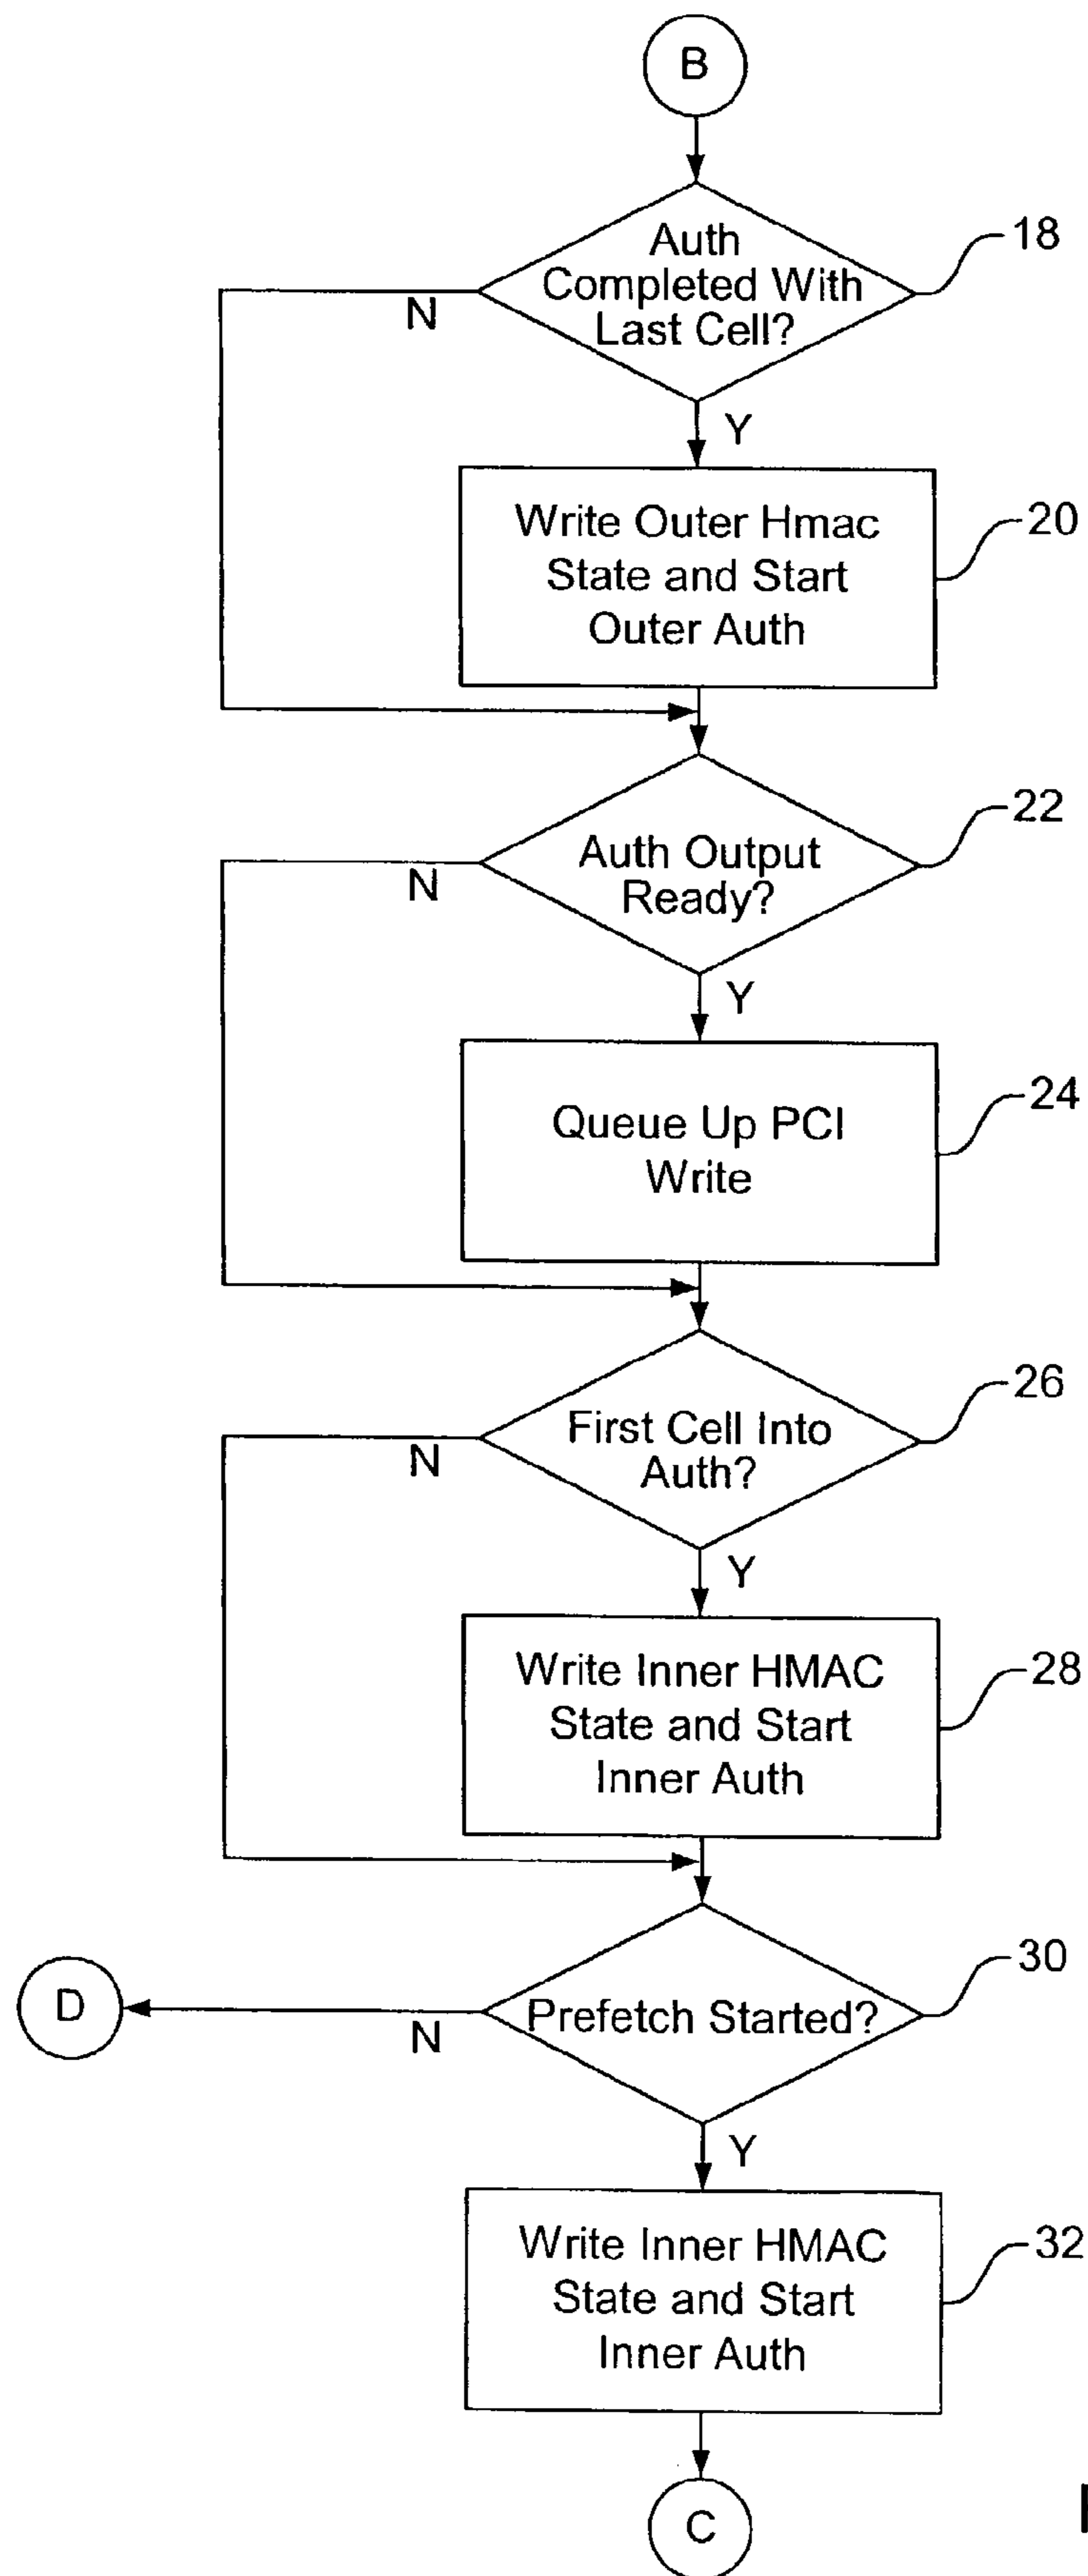 B
Auth
Completed With
Last Cell?
18
N
Y
Write Outer Hmac
State and Start
Outer Auth
20
Auth Output
Ready?
22
N
Y
Queue Up PCI
Write
24
First Cell Into
Auth?
26
N
Y
Write Inner HMAC
State and Start
Inner Auth
28
Prefetch Started?
30
D
N
Y
Write Inner HMAC
State and Start
Inner Auth
32
C